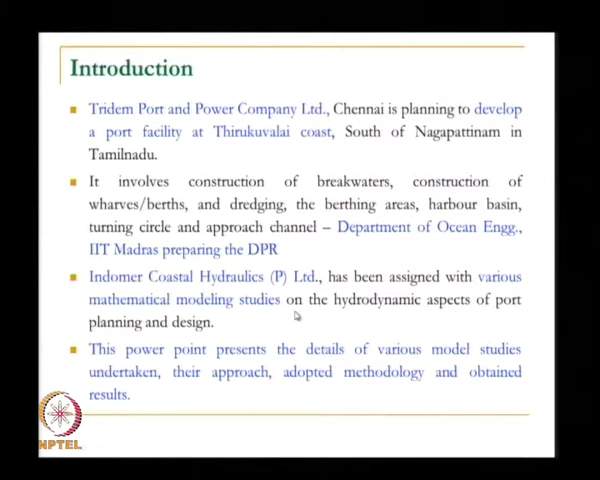 Introduction
Tridem Port and Power Company Ltd., Chennai is planning to develop
a port facility at Thirukuvalai coast, South of Nagapattinam in
Tamilnadu.
It involves construction of breakwaters, construction of
wharves/berths, and dredging, the berthing areas, harbour basin,
turning circle and approach channel – Department of Ocean Engg.,
IIT Madras preparing the DPR
Indomer Coastal Hydraulics (P) Ltd., has been assigned with various
mathematical modeling studies on the hydrodynamic aspects of port
planning and design.
This power point presents the details of various model studies
undertaken, their approach, adopted methodology and obtained
results.
NPTEL